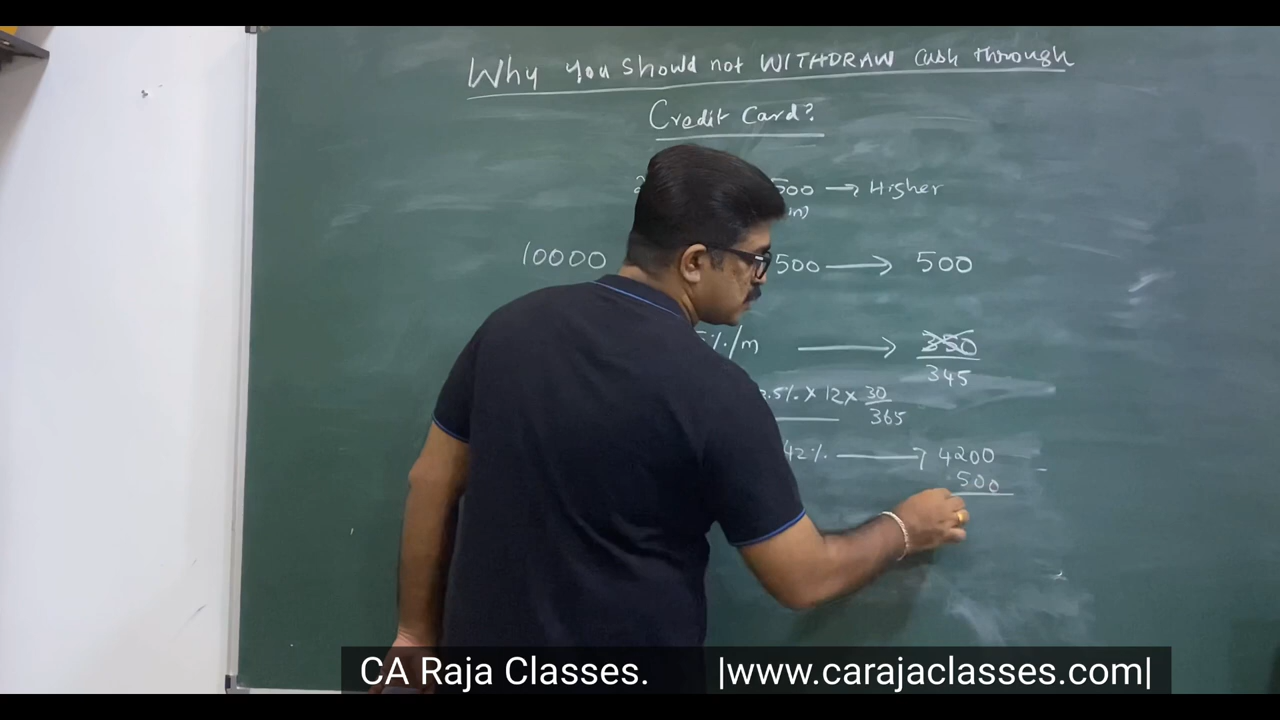 Why you should not WITHDRAW cash through
Credit Card?
500 → Higher
10000 500 → 500
%/m → 350
345
.5% × 12 × 30
365
42% → 4200
500
CA Raja Classes. |www.carajaclasses.com|